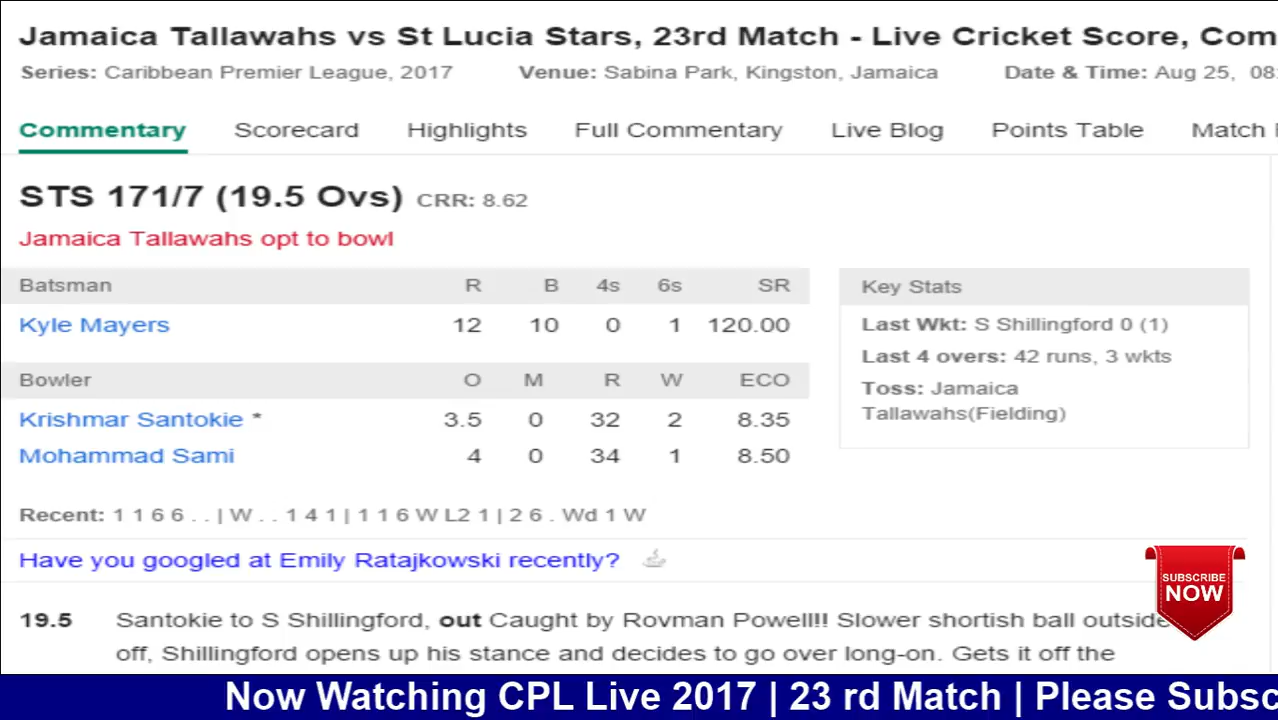 Jamaica Tallawahs vs St Lucia Stars, 23rd Match - Live Cricket Score, Com
Series: Caribbean Premier League, 2017 Venue: Sabina Park, Kingston, Jamaica Date & Time: Aug 25, 08:
Commentary Scorecard Highlights Full Commentary Live Blog Points Table Match
STS 171/7 (19.5 Ovs) CRR: 8.62
Jamaica Tallawahs opt to bowl
Batsman R B 4s 6s SR
Kyle Mayers 12 10 0 1 120.00
Bowler O M R W ECO
Krishmar Santokie * 3.5 0 32 2 8.35
Mohammad Sami 4 0 34 1 8.50
Key Stats
Last Wkt: S Shillingford 0 (1)
Last 4 overs: 42 runs, 3 wkts
Toss: Jamaica
Tallawahs(Fielding)
Recent: 1 1 6 6 . . | W . . 1 4 1 | 1 1 6 W L2 1 | 2 6 . Wd 1 W
Have you googled at Emily Ratajkowski recently?
SUBSCRIBE
NOW
19.5 Santokie to S Shillingford, out Caught by Rovman Powell!! Slower shortish ball outside
off, Shillingford opens up his stance and decides to go over long-on. Gets it off the
Now Watching CPL Live 2017 | 23 rd Match | Please Subsc